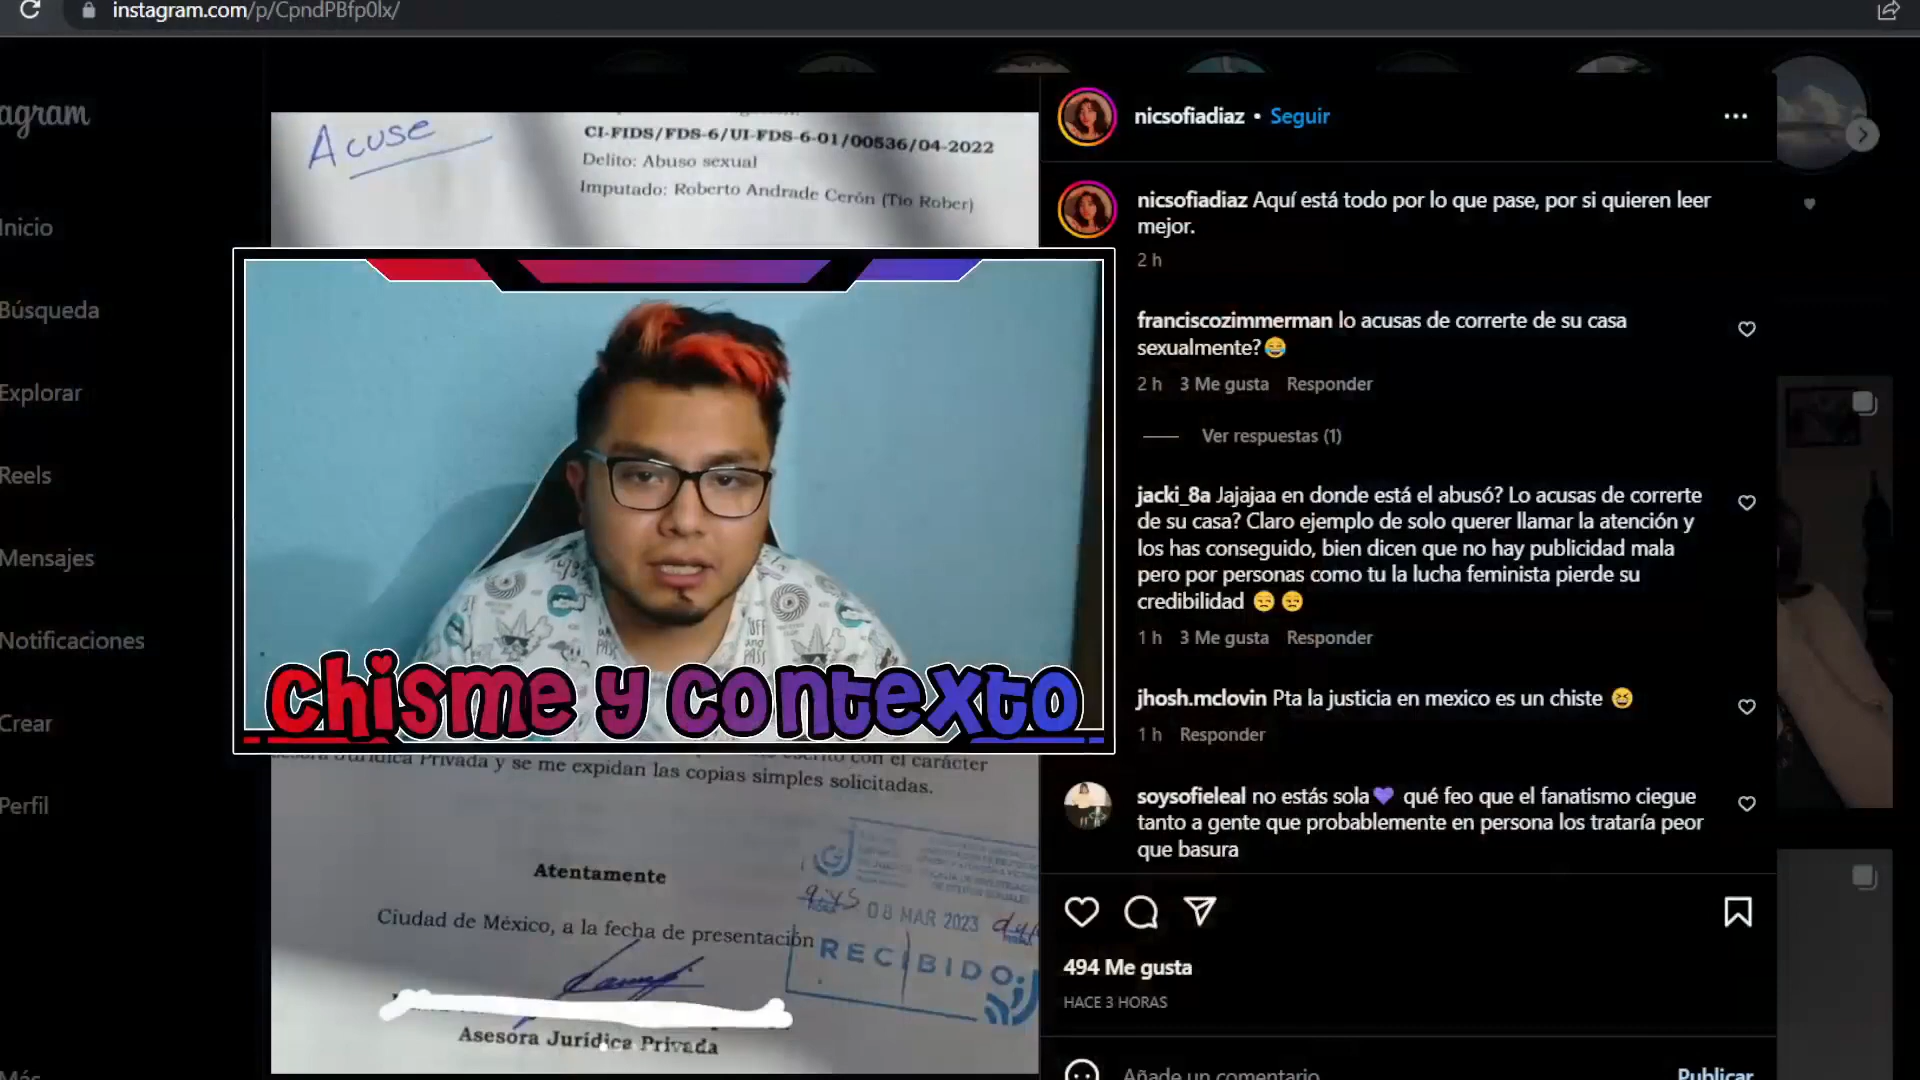 instagram.com/p/CpndPBfp0lx/
agram
Inicio
Búsqueda
Explorar
Reels
Mensajes
Notificaciones
Crear
Perfil
Más
Acuse
CI-FIDS/FDS-6/UI-FDS-6-01/00536/04-2022
Delito: Abuso sexual
Imputado: Roberto Andrade Cerón (Tio Rober)
UFF
and
PASS
Chisme y contexto
Jurídica Privada y se me expidan las copias simples solicitadas.
con el carácter
Atentamente
Ciudad de México, a la fecha de presentación
08 MAR 2023
RECIBIDO
Asesora Jurídica Privada
nicsofiadiaz • Seguir
nicsofiadiaz Aquí está todo por lo que pase, por si quieren leer
mejor.
2 h
franciscozimmerman lo acusas de correrte de su casa
sexualmente?😂
2 h 3 Me gusta Responder
Ver respuestas (1)
jacki_8a Jajajaa en donde está el abusó? Lo acusas de correrte
de su casa? Claro ejemplo de solo querer llamar la atención y
los has conseguido, bien dicen que no hay publicidad mala
pero por personas como tu la lucha feminista pierde su
credibilidad 😒 😒
1 h 3 Me gusta Responder
jhosh.mclovin Pta la justicia en mexico es un chiste 😆
1 h Responder
soysofieleal no estás sola💜 qué feo que el fanatismo ciegue
tanto a gente que probablemente en persona los trataría peor
que basura
494 Me gusta
HACE 3 HORAS
Añade un comentario
Publicar